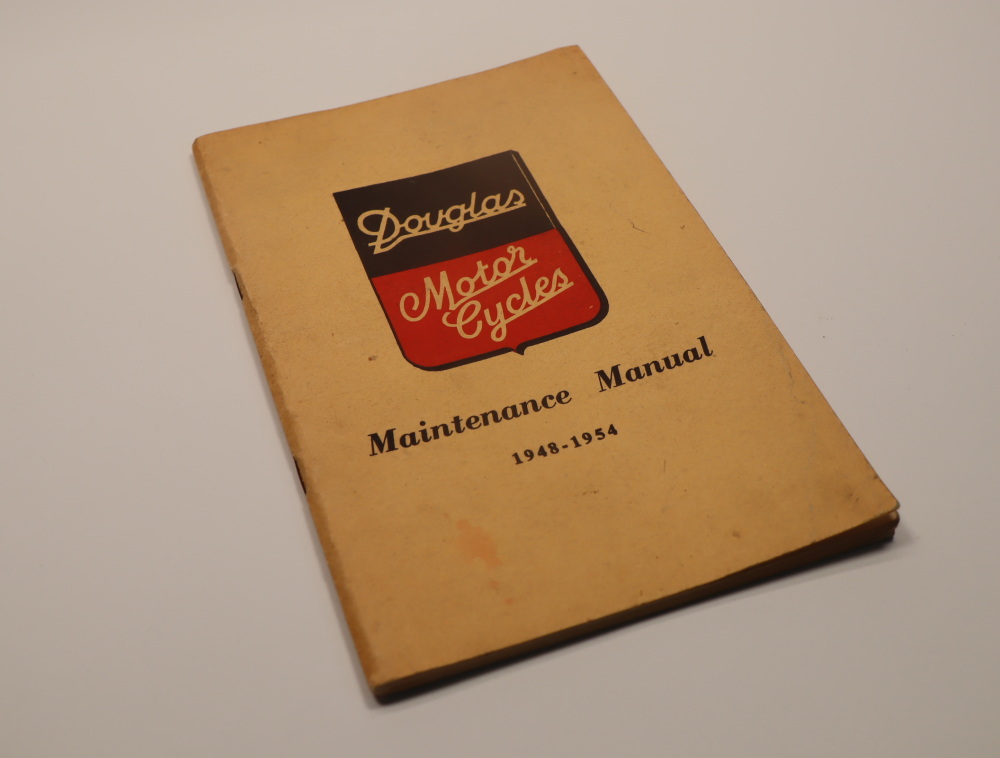 Douglas
Motor
Cycles
Maintenance Manual
1948-1954